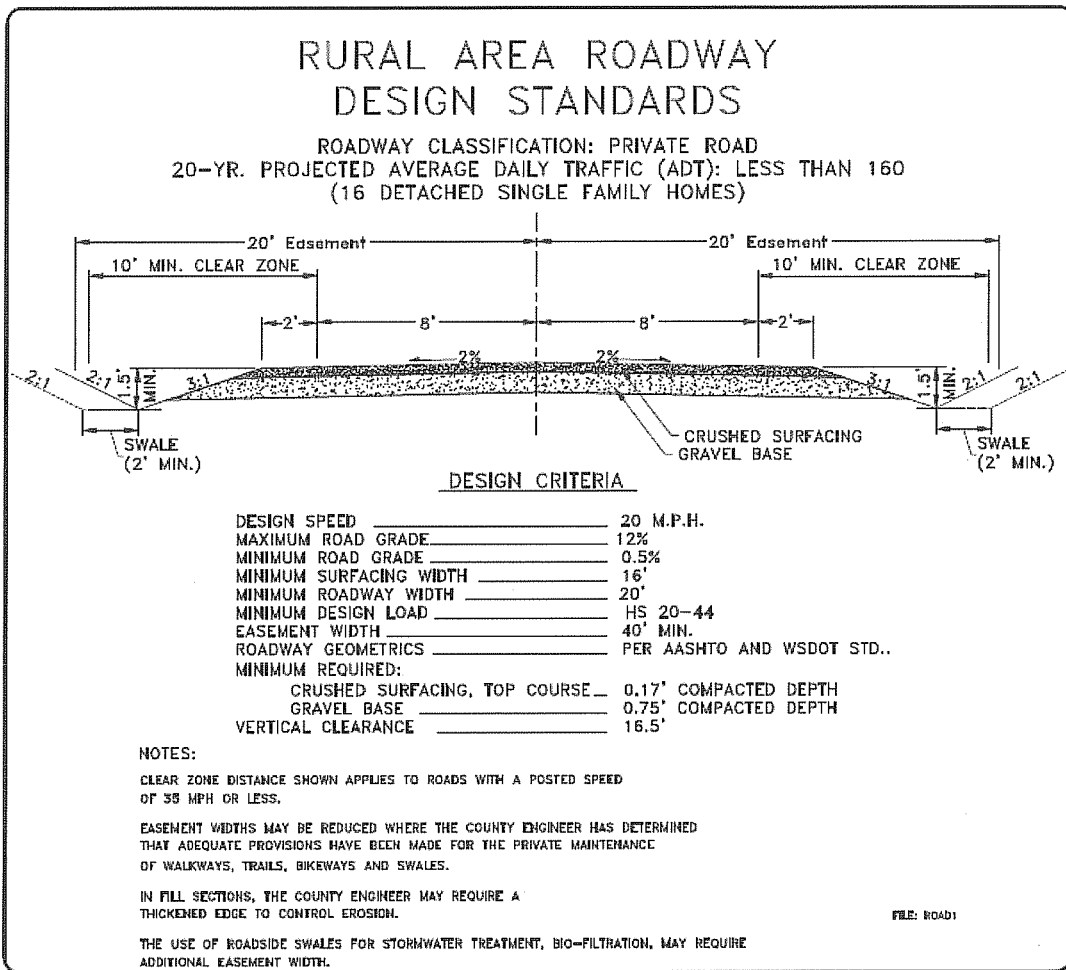 RURAL AREA ROADWAY
DESIGN STANDARDS
ROADWAY CLASSIFICATION: PRIVATE ROAD
20-YR. PROJECTED AVERAGE DAILY TRAFFIC (ADT): LESS THAN 160
(16 DETACHED SINGLE FAMILY HOMES)
20' Easement 20' Easement
10' MIN. CLEAR ZONE 10' MIN. CLEAR ZONE
2' 8' 8' 2'
2:1 2:1 1.5' MIN. 3:1 2% 2% 3:1 1.5' MIN. 2:1 2:1
SWALE
(2' MIN.)
CRUSHED SURFACING
GRAVEL BASE
SWALE
(2' MIN.)
DESIGN CRITERIA
DESIGN SPEED 20 M.P.H.
MAXIMUM ROAD GRADE 12%
MINIMUM ROAD GRADE 0.5%
MINIMUM SURFACING WIDTH 16'
MINIMUM ROADWAY WIDTH 20'
MINIMUM DESIGN LOAD HS 20-44
EASEMENT WIDTH 40' MIN.
ROADWAY GEOMETRICS PER AASHTO AND WSDOT STD..
MINIMUM REQUIRED:
CRUSHED SURFACING, TOP COURSE 0.17' COMPACTED DEPTH
GRAVEL BASE 0.75' COMPACTED DEPTH
VERTICAL CLEARANCE 16.5'
NOTES:
CLEAR ZONE DISTANCE SHOWN APPLIES TO ROADS WITH A POSTED SPEED
OF 35 MPH OR LESS.
EASEMENT WIDTHS MAY BE REDUCED WHERE THE COUNTY ENGINEER HAS DETERMINED
THAT ADEQUATE PROVISIONS HAVE BEEN MADE FOR THE PRIVATE MAINTENANCE
OF WALKWAYS, TRAILS, BIKEWAYS AND SWALES.
IN FILL SECTIONS, THE COUNTY ENGINEER MAY REQUIRE A
THICKENED EDGE TO CONTROL EROSION.
FILE: ROAD1
THE USE OF ROADSIDE SWALES FOR STORMWATER TREATMENT, BIO-FILTRATION, MAY REQUIRE
ADDITIONAL EASEMENT WIDTH.